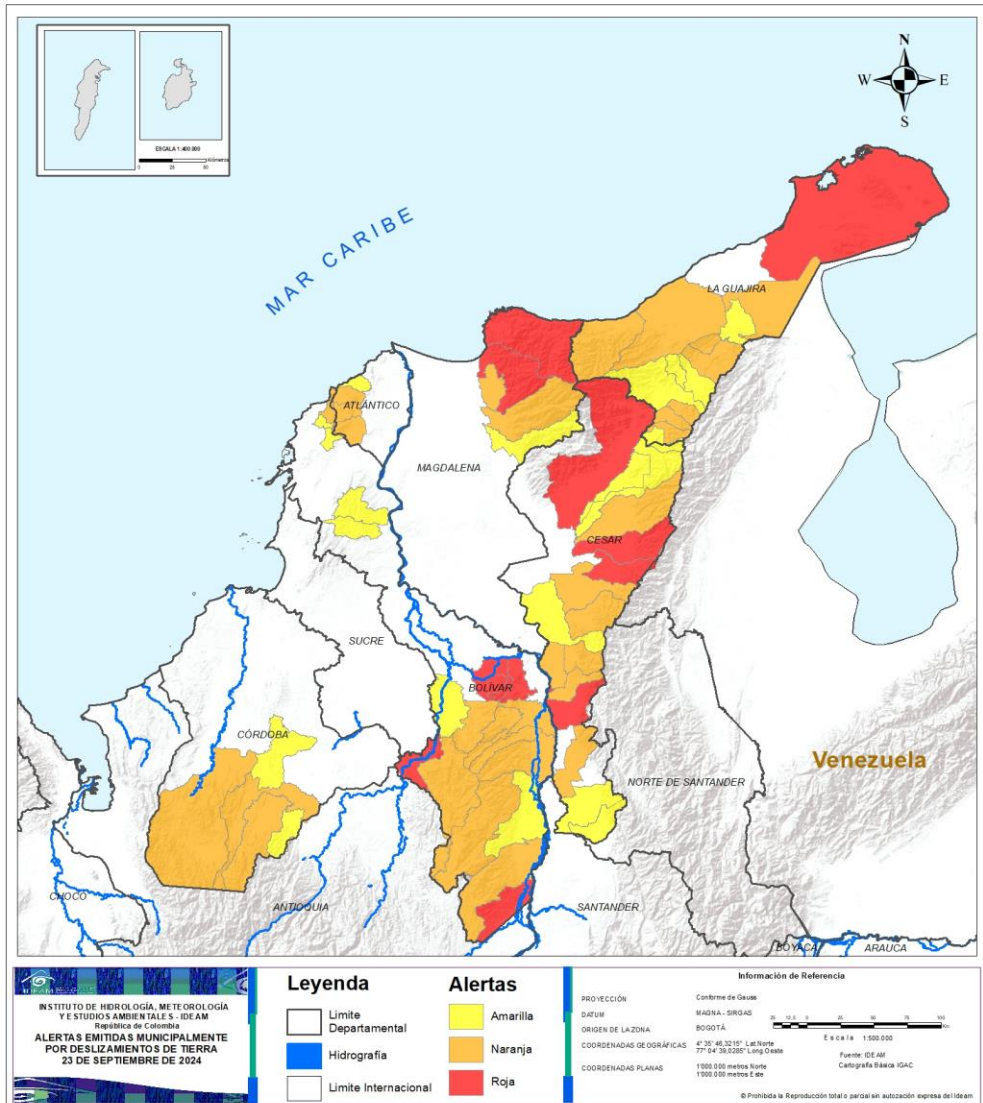 N
W E
S
ESCALA 1:400.000
MAR CARIBE
LA GUAJIRA
ATLÁNTICO
MAGDALENA
CESAR
SUCRE
BOLÍVAR
CÓRDOBA
NORTE DE SANTANDER
Venezuela
CHOCO
ANTIOQUIA
SANTANDER
BOYACA
ARAUCA
IDEAM
INSTITUTO DE HIDROLOGÍA, METEOROLOGÍA
Y ESTUDIOS AMBIENTALES - IDEAM
República de Colombia
ALERTAS EMITIDAS MUNICIPALMENTE
POR DESLIZAMIENTOS DE TIERRA
23 DE SEPTIEMBRE DE 2024
Leyenda
Limite
Departamental
Hidrografía
Limite Internacional
Alertas
Amarilla
Naranja
Roja
Información de Referencia
PROYECCIÓN Conforme de Gauss
DATUM MAGNA - SIRGAS
ORIGEN DE LA ZONA BOGOTÁ
COORDENADAS GEOGRÁFICAS 4° 35' 46,3215" Lat.Norte
77° 04' 39,0285" Long.Oeste
COORDENADAS PLANAS 1'000.000 metros Norte
1'000.000 metros Este
Escala 1:500.000
Fuente: IDEAM
Cartografía Básica IGAC
© Prohibida la Reproducción total o parcial sin autozación expresa del Ideam